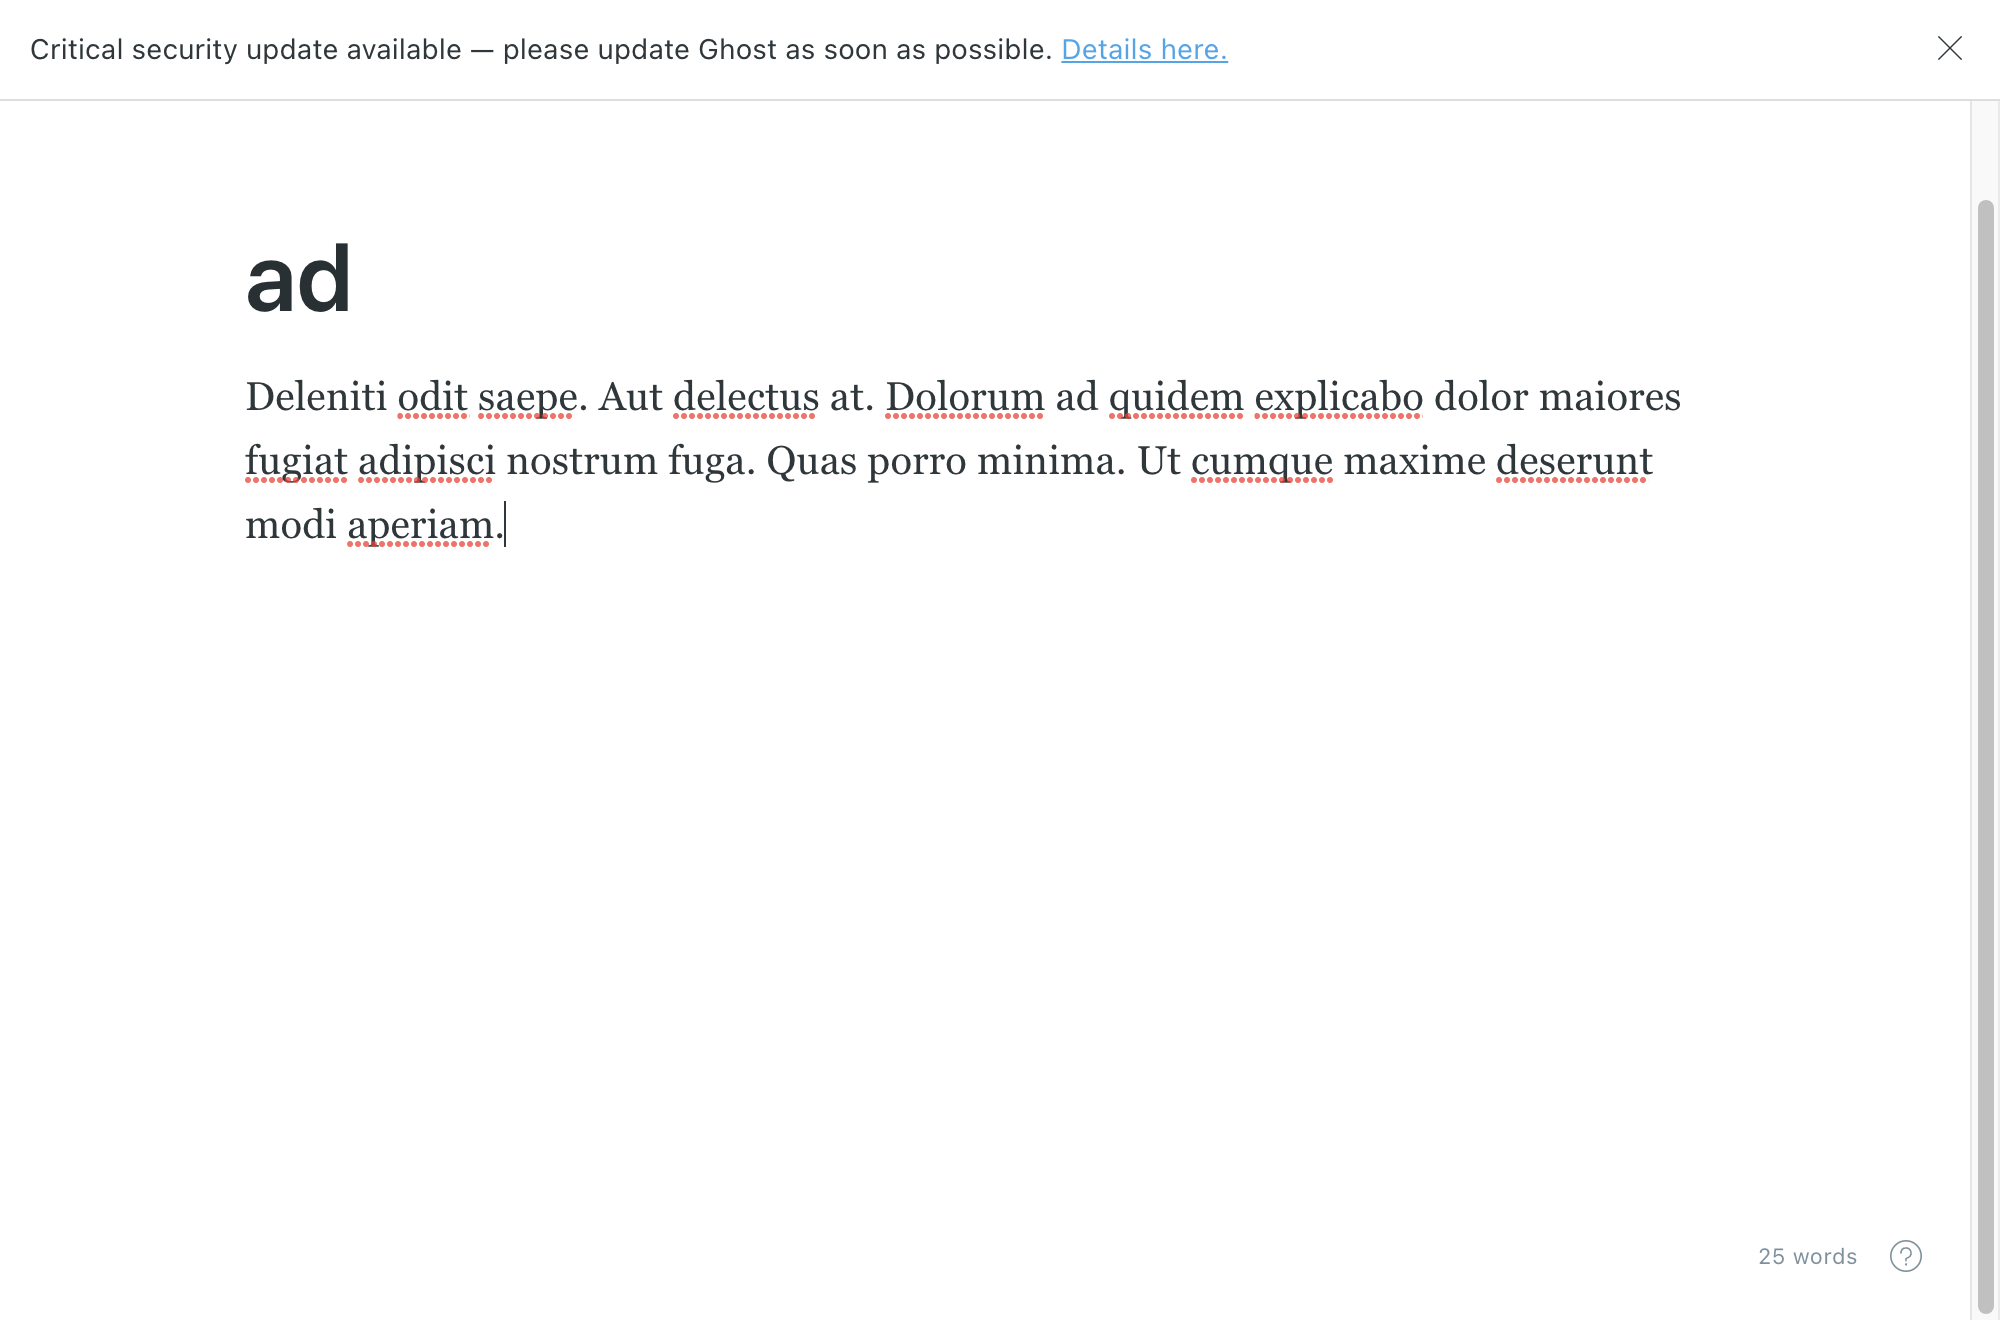 Critical security update available — please update Ghost as soon as possible. Details here.
ad
Deleniti odit saepe. Aut delectus at. Dolorum ad quidem explicabo dolor maiores
fugiat adipisci nostrum fuga. Quas porro minima. Ut cumque maxime deserunt
modi aperiam.
25 words
?